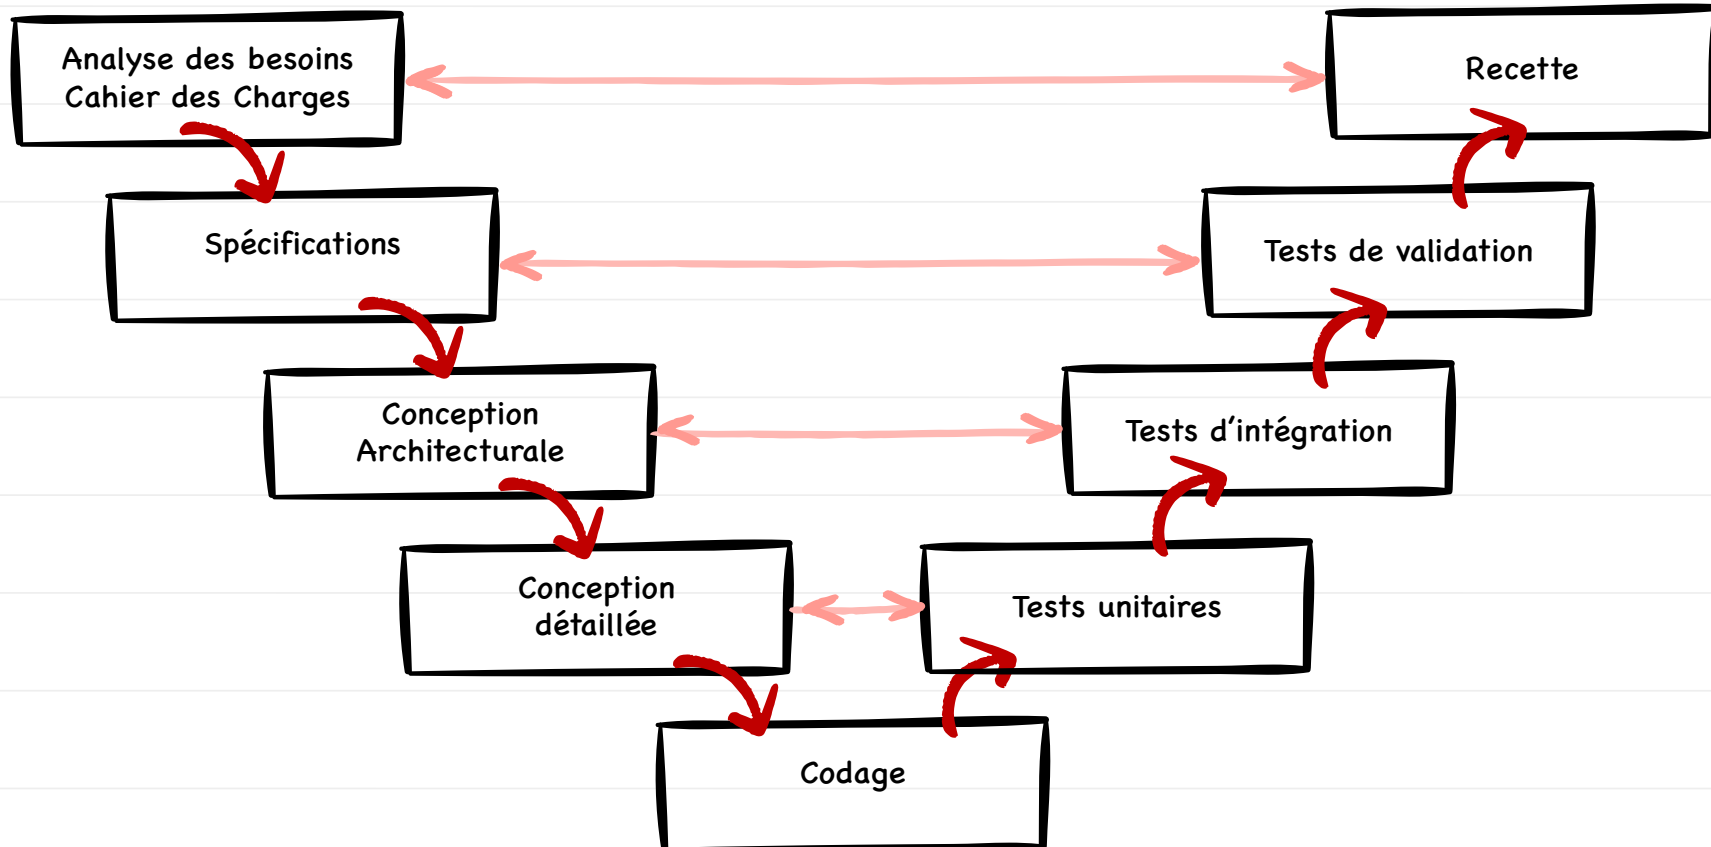 Analyse des besoins
Cahier des Charges
Recette
Spécifications
Tests de validation
Conception
Architecturale
Tests d'intégration
Conception
détaillée
Tests unitaires
Codage